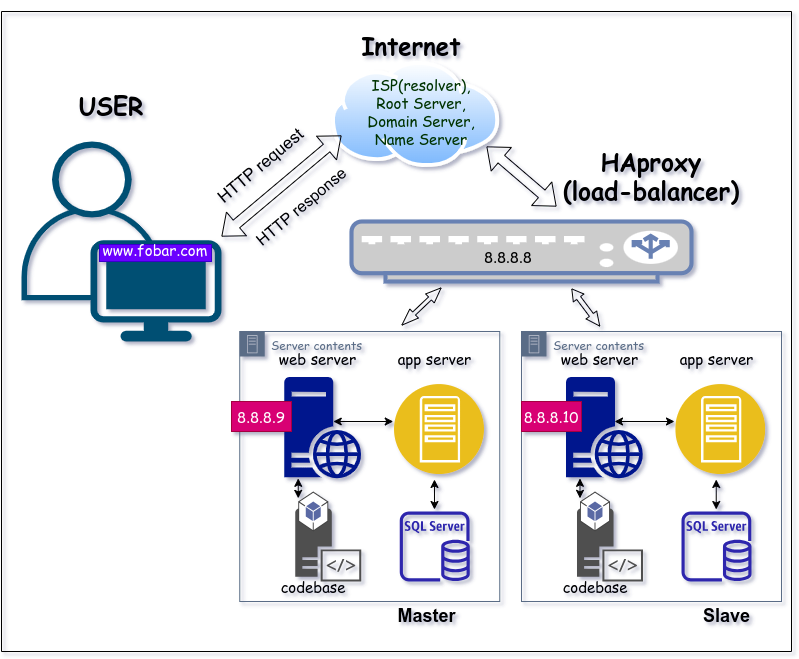 Internet
ISP(resolver),
Root Server,
Domain Server,
Name Server
USER
HTTP request
HTTP response
www.fobar.com
HAproxy
(load-balancer)
8.8.8.8
Server contents
web server
app server
8.8.8.9
SQL Server
</>
codebase
Master
Server contents
web server
app server
8.8.8.10
SQL Server
</>
codebase
Slave